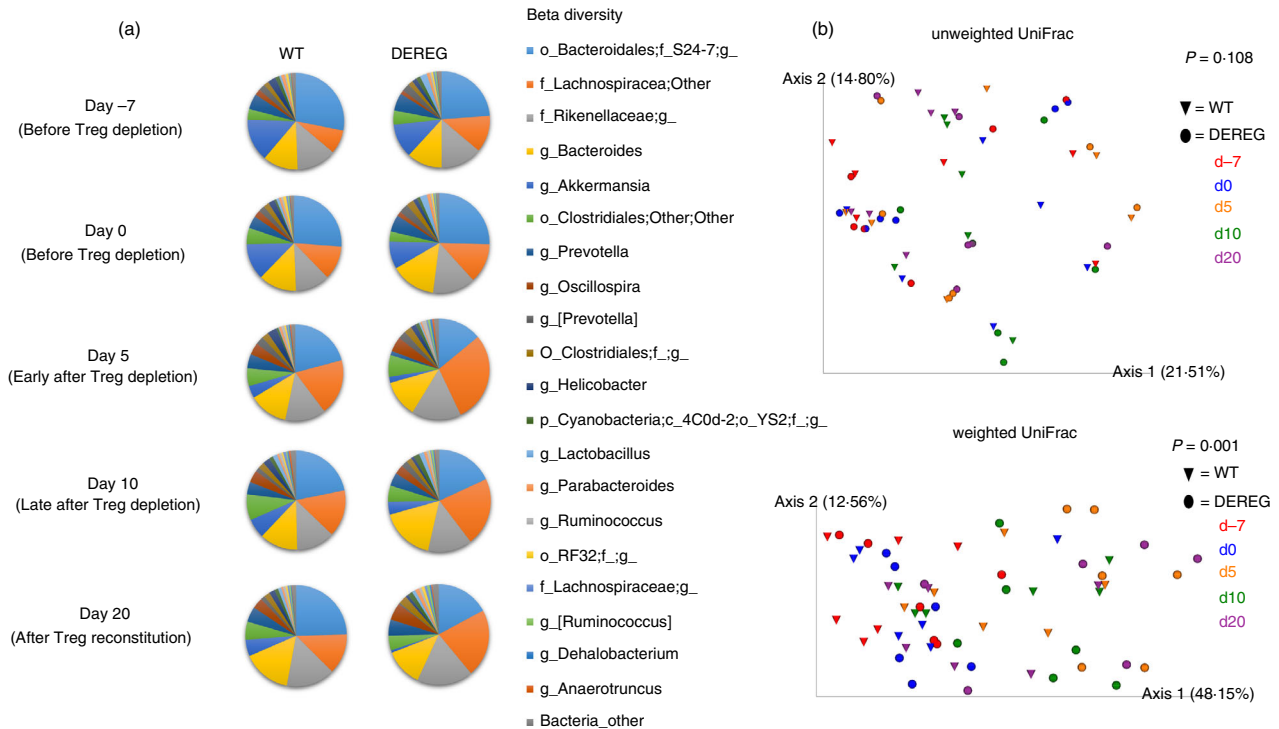 (a)
WT
DEREG
Day –7
(Before Treg depletion)
Day 0
(Before Treg depletion)
Day 5
(Early after Treg depletion)
Day 10
(Late after Treg depletion)
Day 20
(After Treg reconstitution)
Beta diversity
o_Bacteroidales;f_S24-7;g_
f_Lachnospiracea;Other
f_Rikenellaceae;g_
g_Bacteroides
g_Akkermansia
o_Clostridiales;Other;Other
g_Prevotella
g_Oscillospira
g_[Prevotella]
O_Clostridiales;f_;g_
g_Helicobacter
p_Cyanobacteria;c_4C0d-2;o_YS2;f_;g_
g_Lactobacillus
g_Parabacteroides
g_Ruminococcus
o_RF32;f_;g_
f_Lachnospiraceae;g_
g_[Ruminococcus]
g_Dehalobacterium
g_Anaerotruncus
Bacteria_other
(b)
unweighted UniFrac
P = 0·108
Axis 2 (14·80%)
= WT
= DEREG
d–7
d0
d5
d10
d20
Axis 1 (21·51%)
weighted UniFrac
P = 0·001
Axis 2 (12·56%)
= WT
= DEREG
d–7
d0
d5
d10
d20
Axis 1 (48·15%)